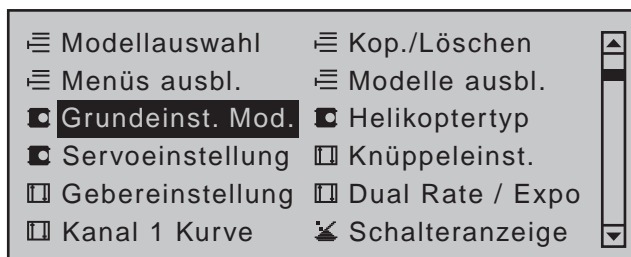 Modellauswahl Kop./Löschen
Menüs ausbl. Modelle ausbl.
Grundeinst. Mod. Helikoptertyp
Servoeinstellung Knüppeleinst.
Gebereinstellung Dual Rate / Expo
Kanal 1 Kurve Schalteranzeige